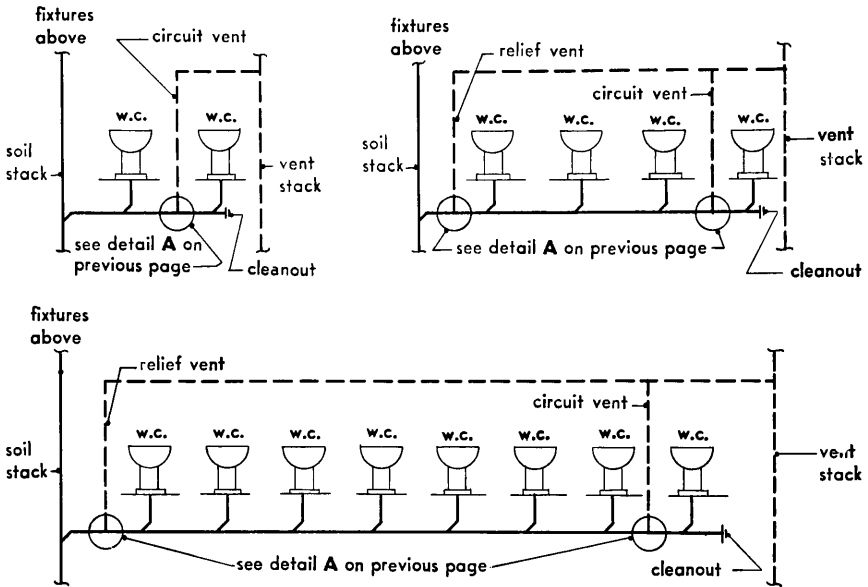 fixtures
above
circuit vent
w.c.
w.c.
soil
stack
vent
stack
see detail A on
previous page
cleanout
fixtures
above
relief vent
circuit vent
w.c.
w.c.
w.c.
w.c.
soil
stack
vent
stack
see detail A on previous page
cleanout
fixtures
above
relief vent
circuit vent
w.c.
w.c.
w.c.
w.c.
w.c.
w.c.
w.c.
w.c.
soil
stack
vent
stack
see detail A on previous page
cleanout